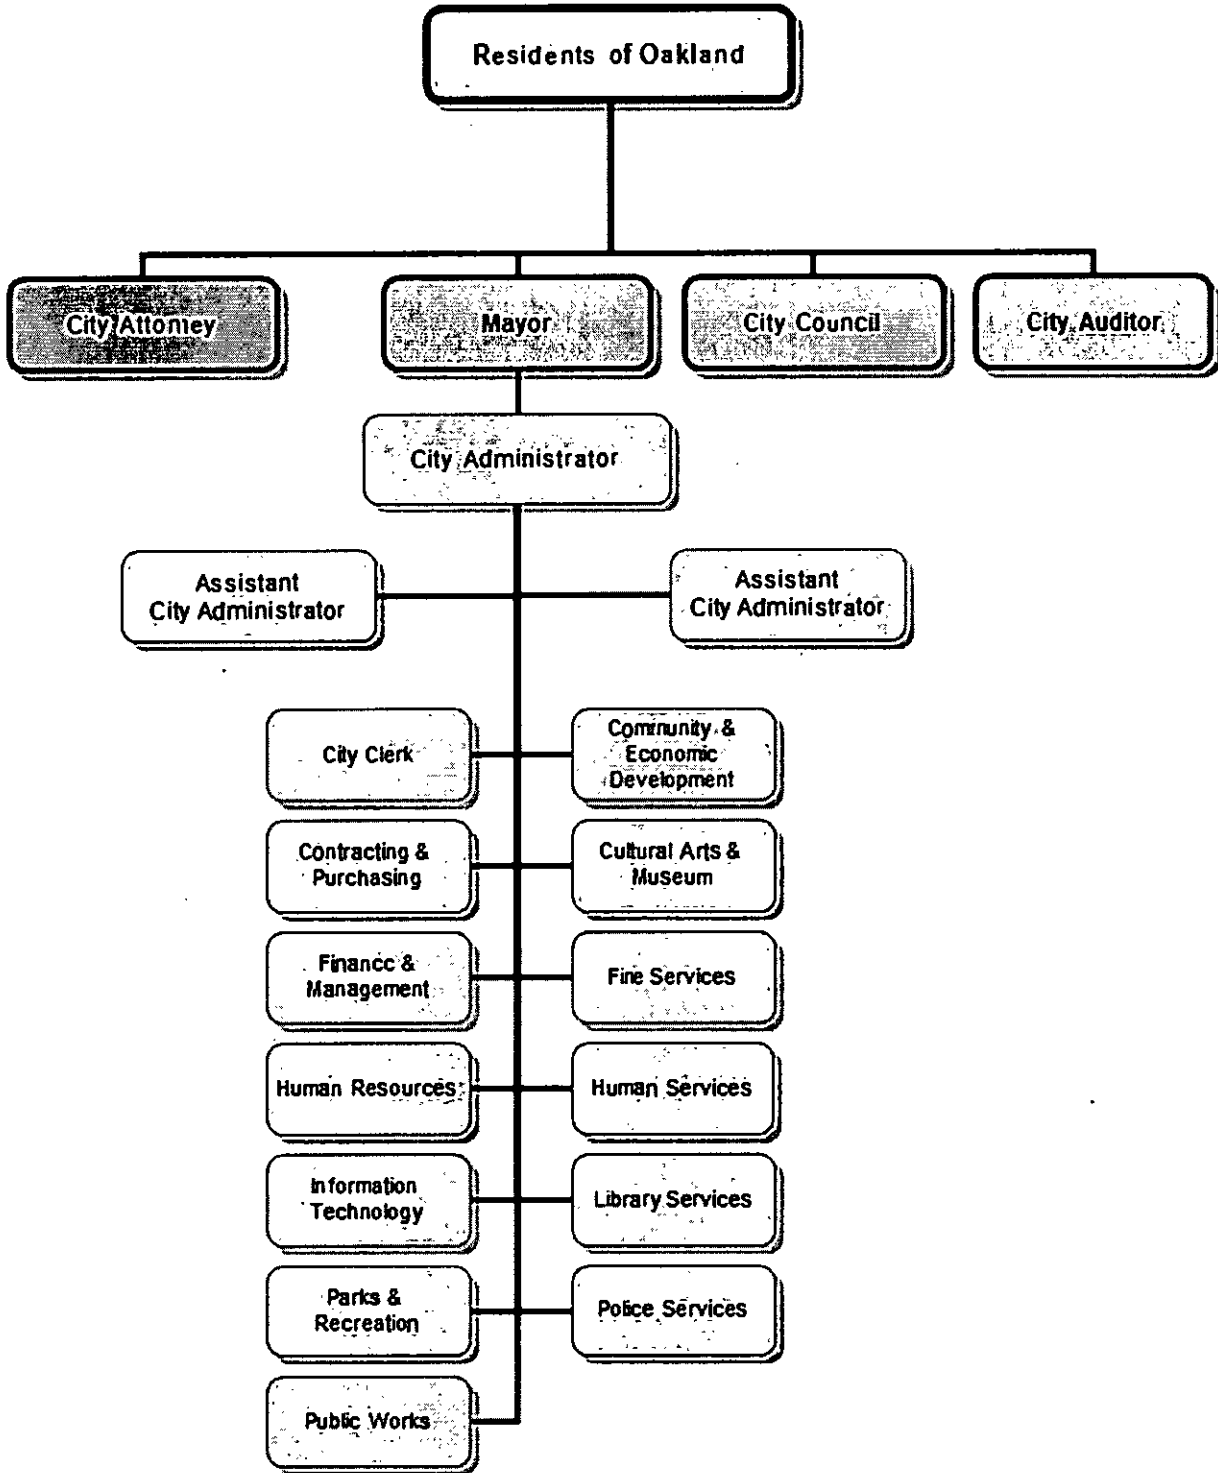 Residents of Oakland
City Attorney
Mayor
City Council
City Auditor
City Administrator
Assistant
City Administrator
Assistant
City Administrator
City Clerk
Community &
Economic
Development
Contracting &
Purchasing
Cultural Arts &
Museum
Finance &
Management
Fire Services
Human Resources
Human Services
Information
Technology
Library Services
Parks &
Recreation
Police Services
Public Works